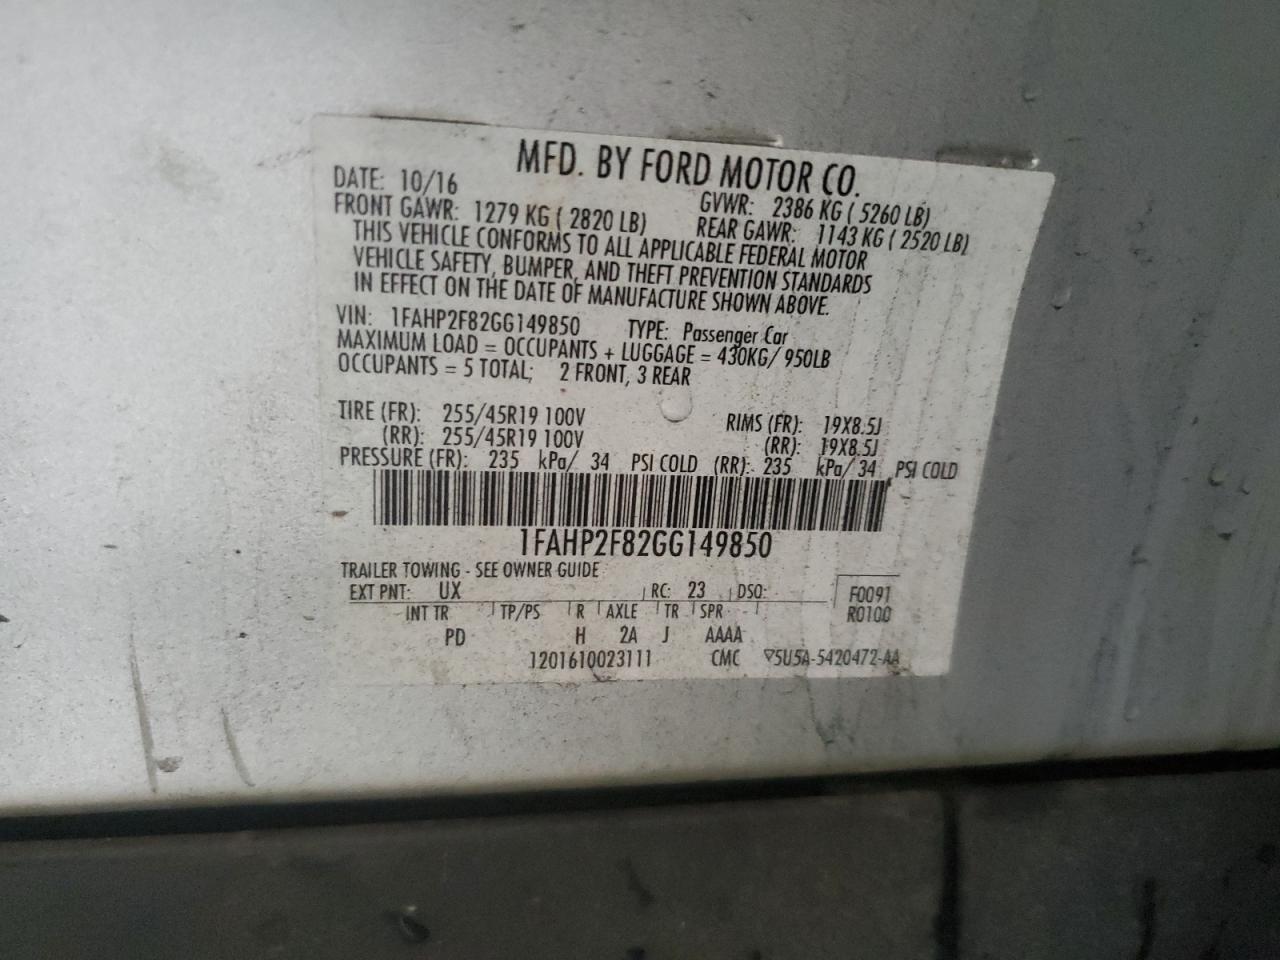 MFD. BY FORD MOTOR CO.
DATE: 10/16 GVWR: 2386 KG ( 5260 LB)
FRONT GAWR: 1279 KG ( 2820 LB) REAR GAWR: 1143 KG ( 2520 LB)
THIS VEHICLE CONFORMS TO ALL APPLICABLE FEDERAL MOTOR
VEHICLE SAFETY, BUMPER, AND THEFT PREVENTION STANDARDS
IN EFFECT ON THE DATE OF MANUFACTURE SHOWN ABOVE.
VIN: 1FAHP2F82GG149850 TYPE: Passenger Car
MAXIMUM LOAD = OCCUPANTS + LUGGAGE = 430KG/ 950LB
OCCUPANTS = 5 TOTAL; 2 FRONT, 3 REAR
TIRE (FR): 255/45R19 100V RIMS (FR): 19X8.5J
(RR): 255/45R19 100V (RR): 19X8.5J
PRESSURE (FR): 235 kPa/ 34 PSI COLD (RR): 235 kPa/ 34 PSI COLD
1FAHP2F82GG149850
TRAILER TOWING - SEE OWNER GUIDE
EXT PNT: UX RC: 23 DSO: F0091
INT TR TP/PS R AXLE TR SPR R0100
PD H 2A J AAAA
1201610023111 CMC ▽5U5A-5420472-AA